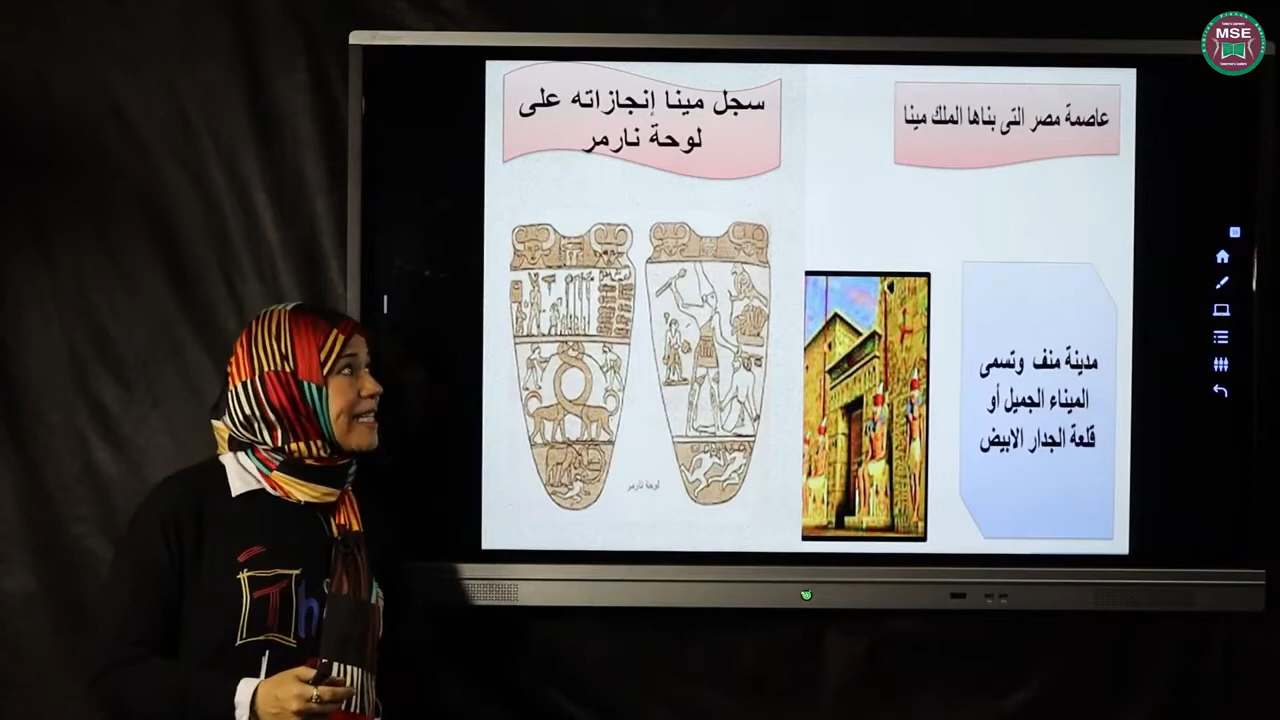 MSE
عاصمة مصر التى بناها الملك مينا
سجل مينا إنجازاته على
لوحة نارمر
مدينة منف وتسمى
الميناء الجميل أو
قلعة الجدار الابيض
لوحة نارمر
Th